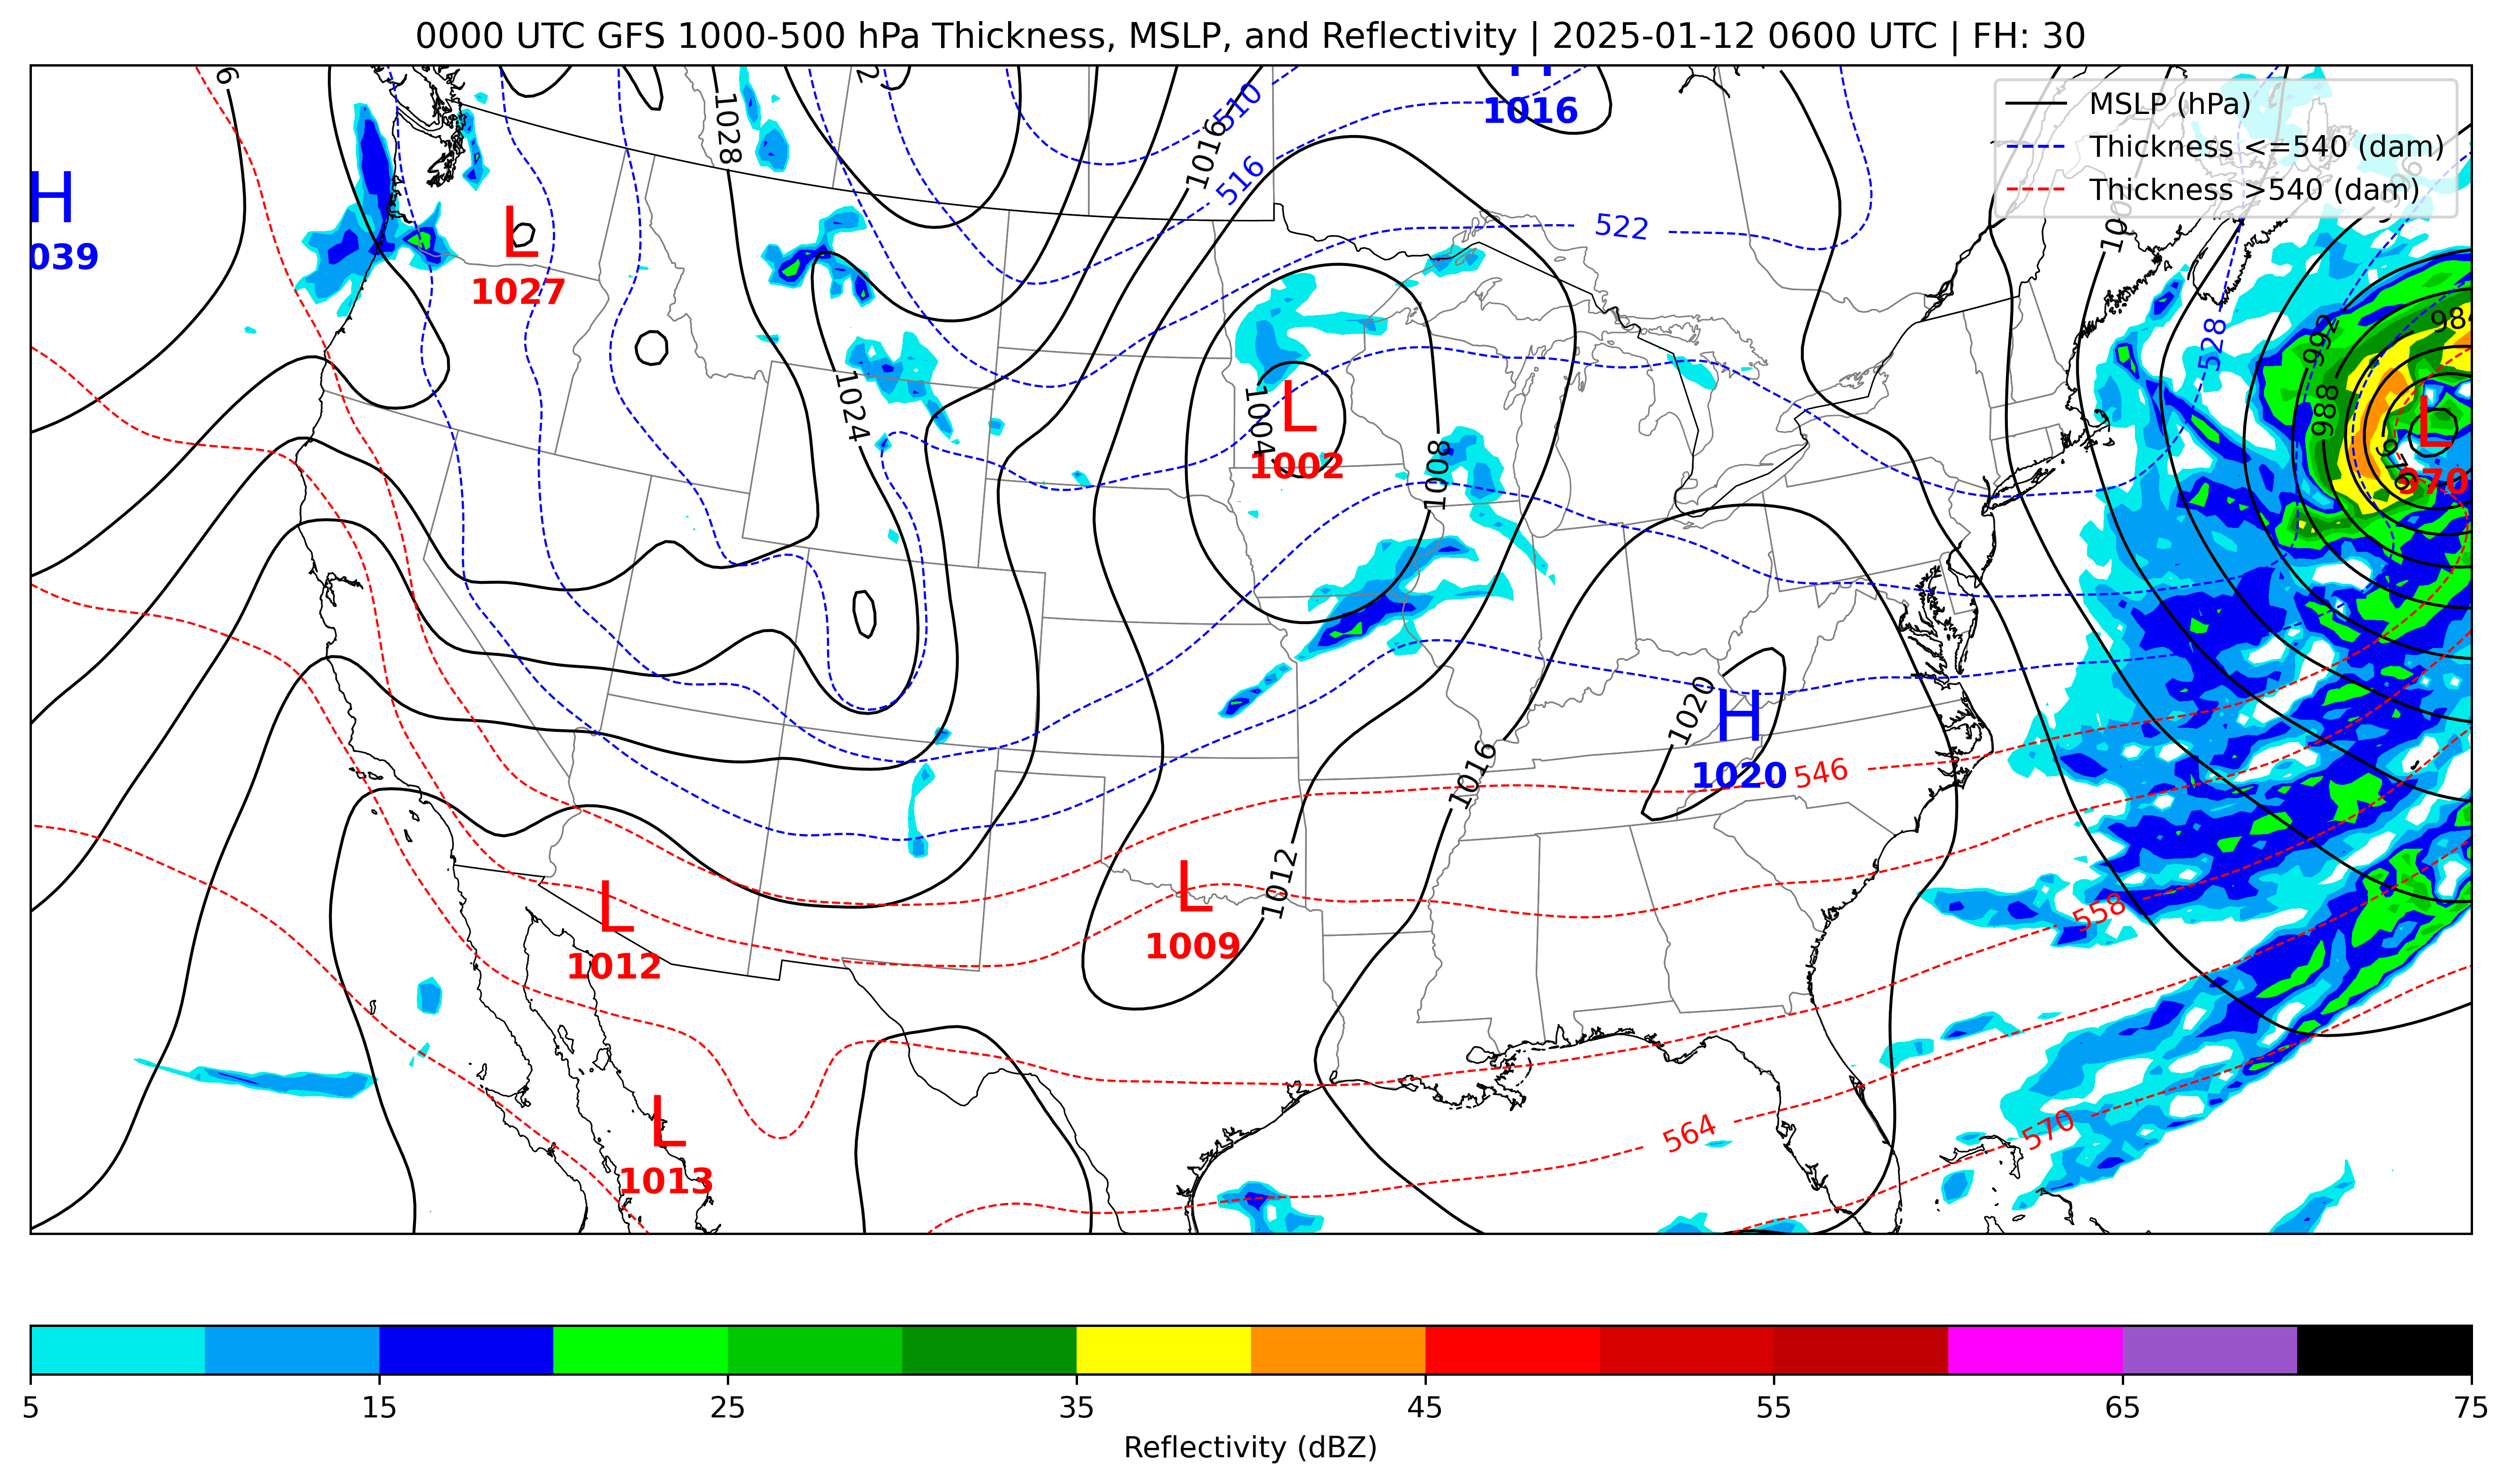 0000 UTC GFS 1000-500 hPa Thickness, MSLP, and Reflectivity | 2025-01-12 0600 UTC | FH: 30
MSLP (hPa)
Thickness <=540 (dam)
Thickness >540 (dam)
H
1016
H
039
L
1027
1028
1016
510
516
522
528
L
1002
1004
1008
1024
992
988
976
L
970
1020
H
1020
546
1016
1012
L
1012
L
1009
558
L
1013
564
570
5 15 25 35 45 55 65 75
Reflectivity (dBZ)